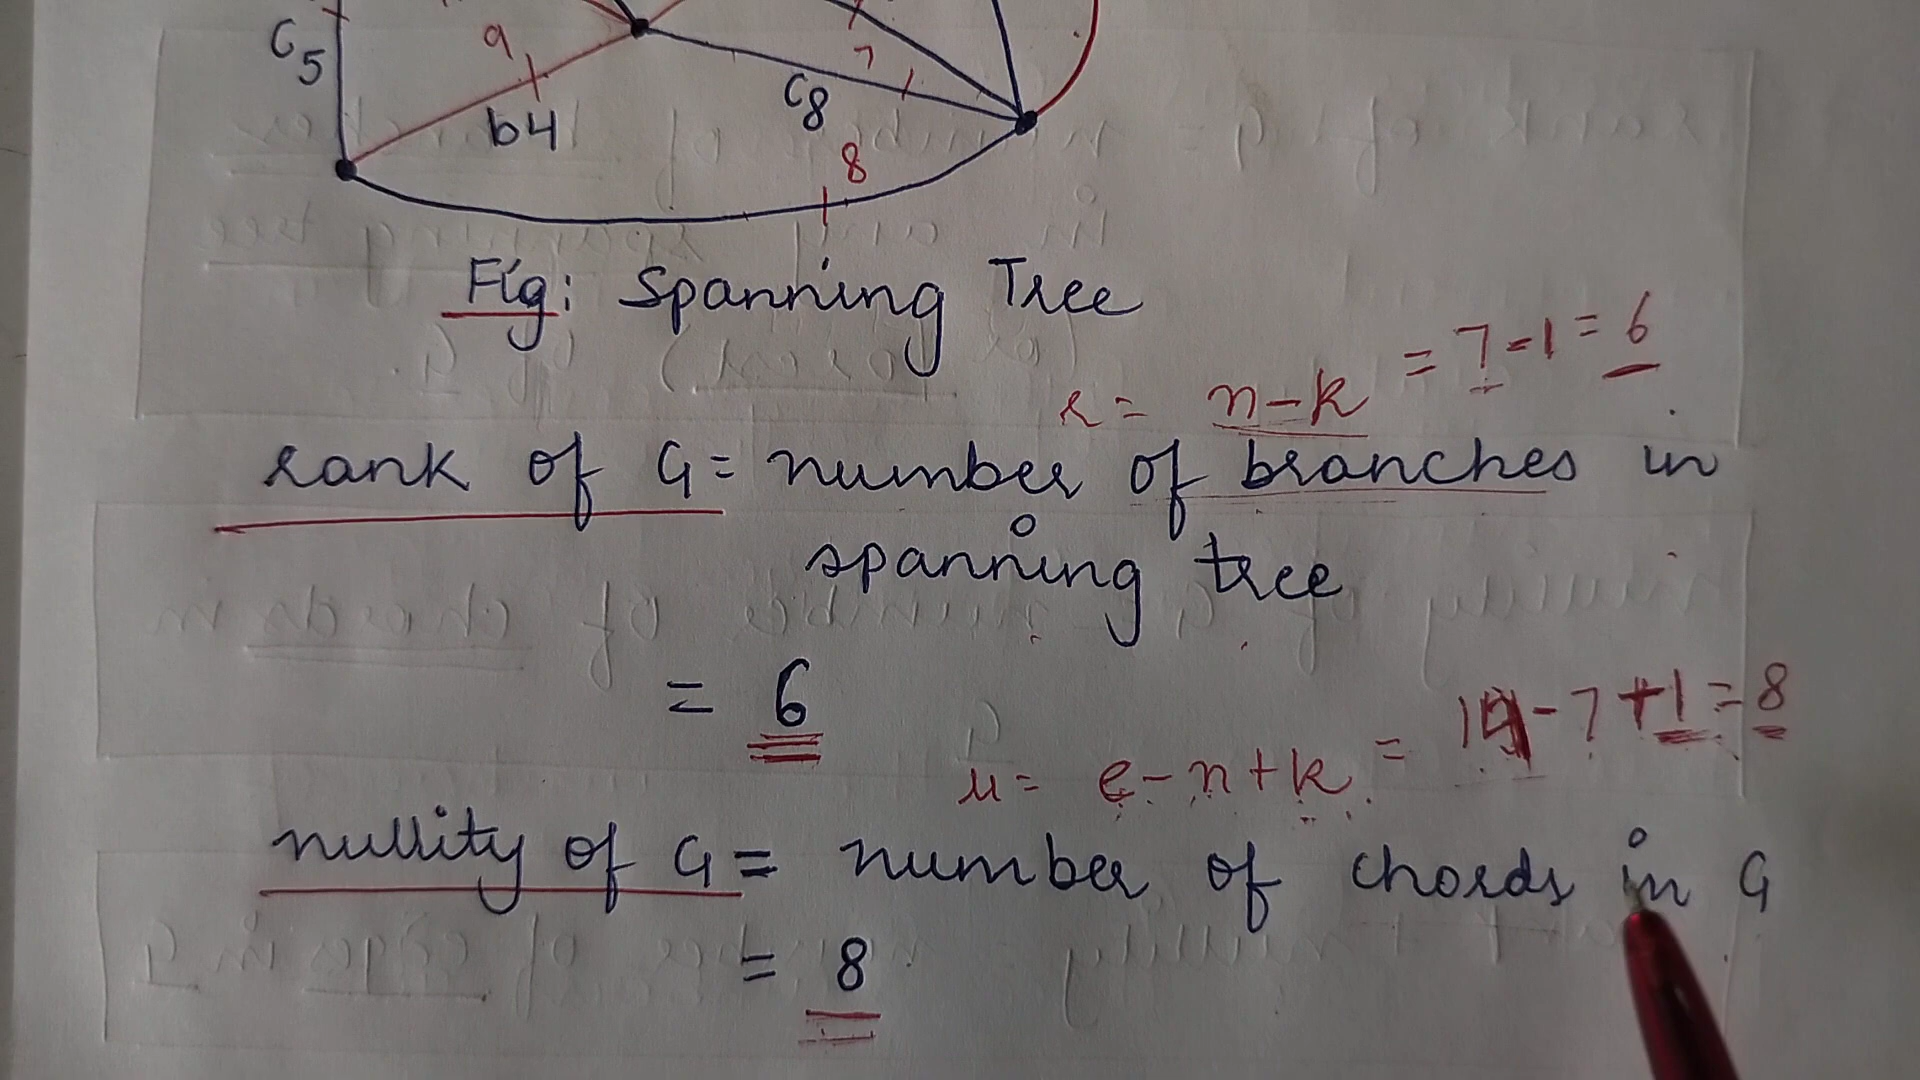 c5
9
b4
7
c8
8
Fig: Spanning Tree
r = n-k = 7-1 = 6
rank of G = number of branches in
spanning tree
= 6
μ = e-n+k = 14-7+1 = 8
nullity of G = number of chords in G
= 8